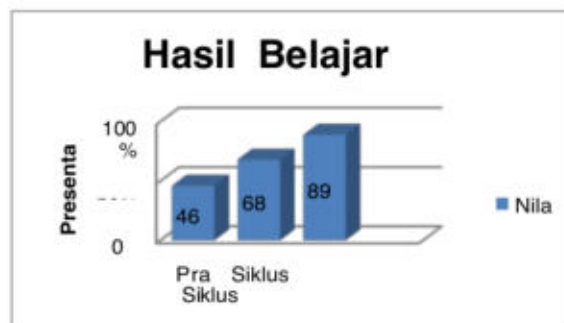 Hasil Belajar
100
%
Presenta
0
46
68
89
Nila
Pra Siklus
Siklus